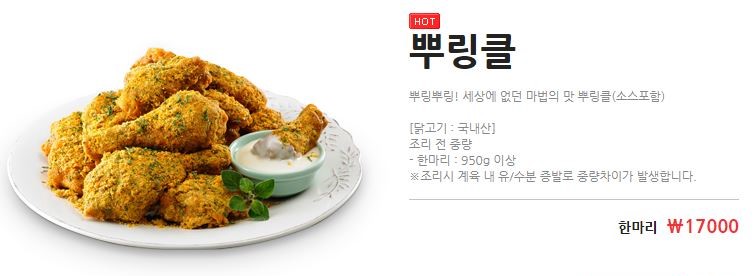 HOT
뿌링클
뿌링뿌링! 세상에 없던 마법의 맛 뿌링클(소스포함)
[닭고기 : 국내산]
조리 전 중량
- 한마리 : 950g 이상
※조리시 계육 내 유/수분 증발로 중량차이가 발생합니다.
한마리 ₩17000